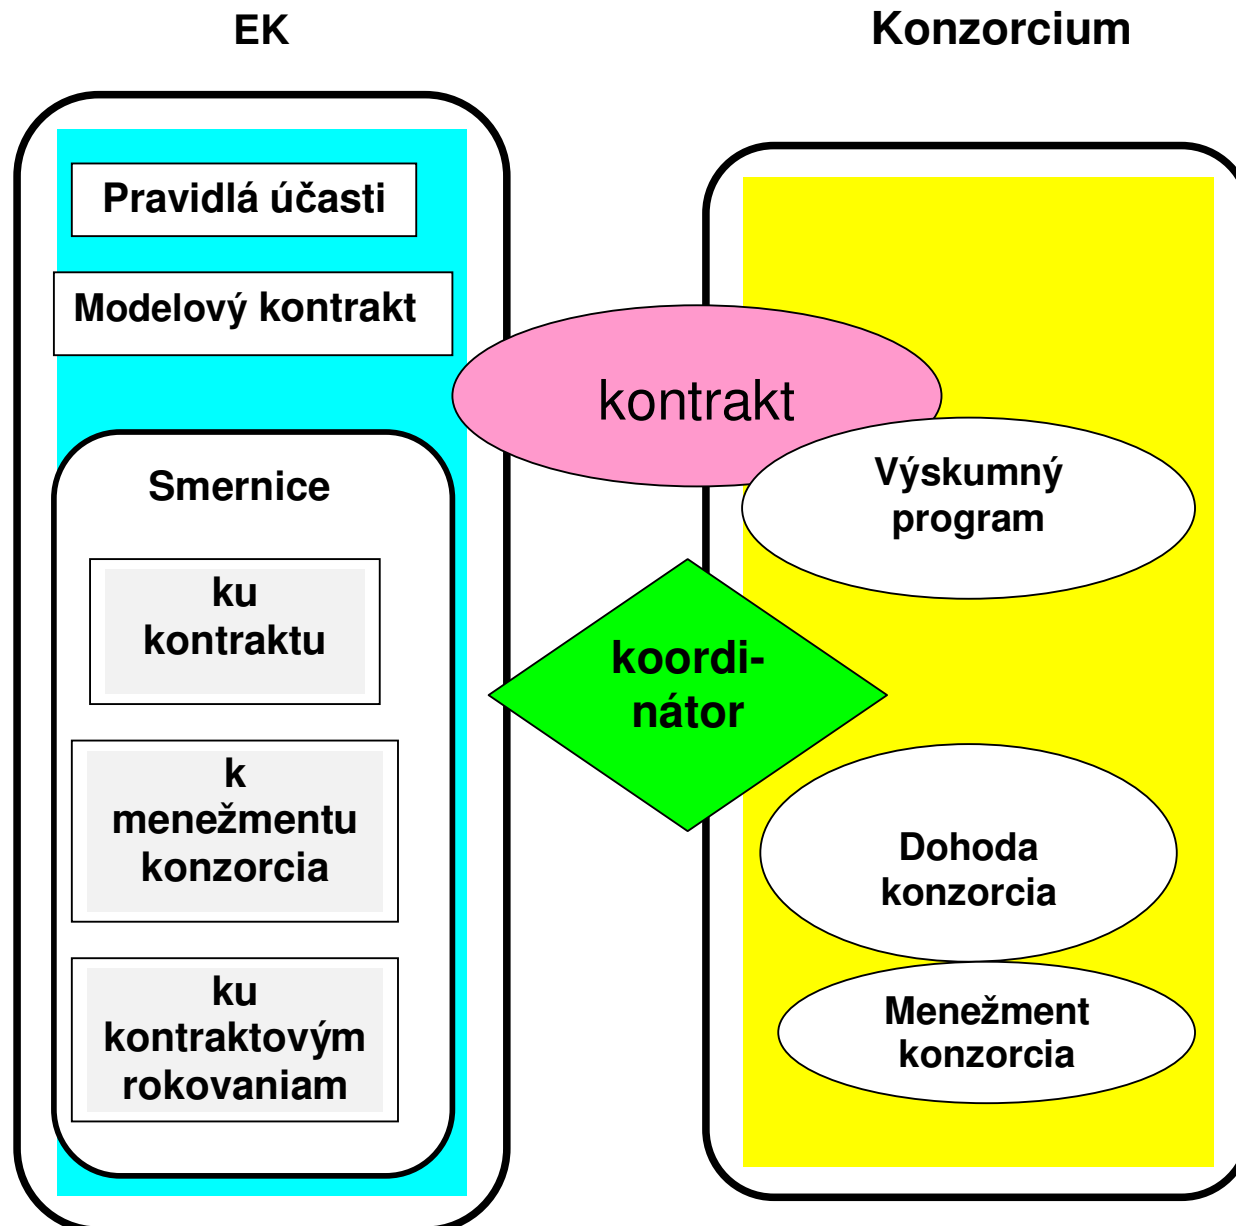 EK
Konzorcium
Pravidlá účasti
Modelový kontrakt
Smernice
ku
kontraktu
k
menežmentu
konzorcia
ku
kontraktovým
rokovaniam
kontrakt
koordi-
nátor
Výskumný
program
Dohoda
konzorcia
Menežment
konzorcia